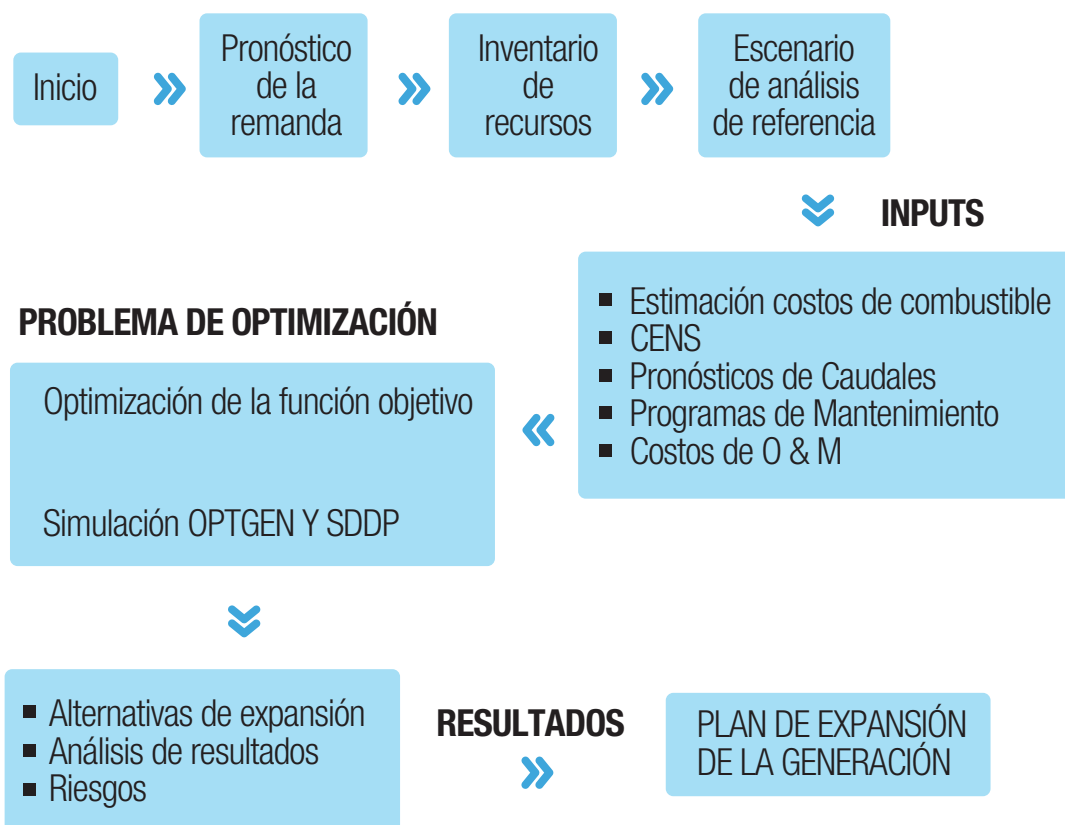 Inicio
Pronóstico
de la
remanda
Inventario
de
recursos
Escenario
de análisis
de referencia
INPUTS
■ Estimación costos de combustible
■ CENS
■ Pronósticos de Caudales
■ Programas de Mantenimiento
■ Costos de O & M
PROBLEMA DE OPTIMIZACIÓN
Optimización de la función objetivo
Simulación OPTGEN Y SDDP
■ Alternativas de expansión
■ Análisis de resultados
■ Riesgos
RESULTADOS
PLAN DE EXPANSIÓN
DE LA GENERACIÓN